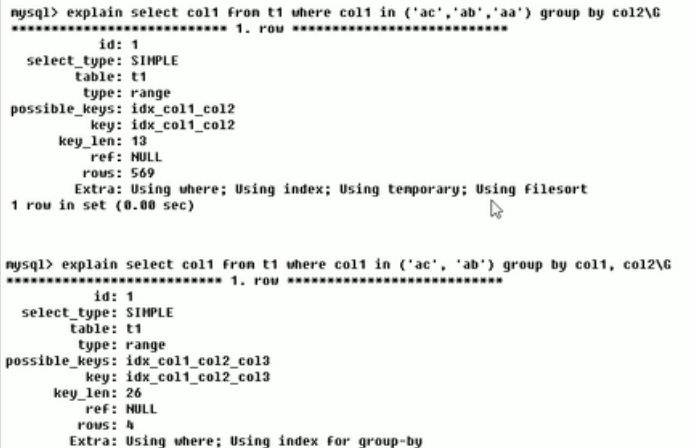 mysql> explain select col1 from t1 where col1 in ('ac','ab','aa') group by col2\G
*************************** 1. row ***************************
id: 1
select_type: SIMPLE
table: t1
type: range
possible_keys: idx_col1_col2
key: idx_col1_col2
key_len: 13
ref: NULL
rows: 569
Extra: Using where; Using index; Using temporary; Using filesort
1 row in set (0.00 sec)
mysql> explain select col1 from t1 where col1 in ('ac', 'ab') group by col1, col2\G
*************************** 1. row ***************************
id: 1
select_type: SIMPLE
table: t1
type: range
possible_keys: idx_col1_col2_col3
key: idx_col1_col2_col3
key_len: 26
ref: NULL
rows: 4
Extra: Using where; Using index for group-by